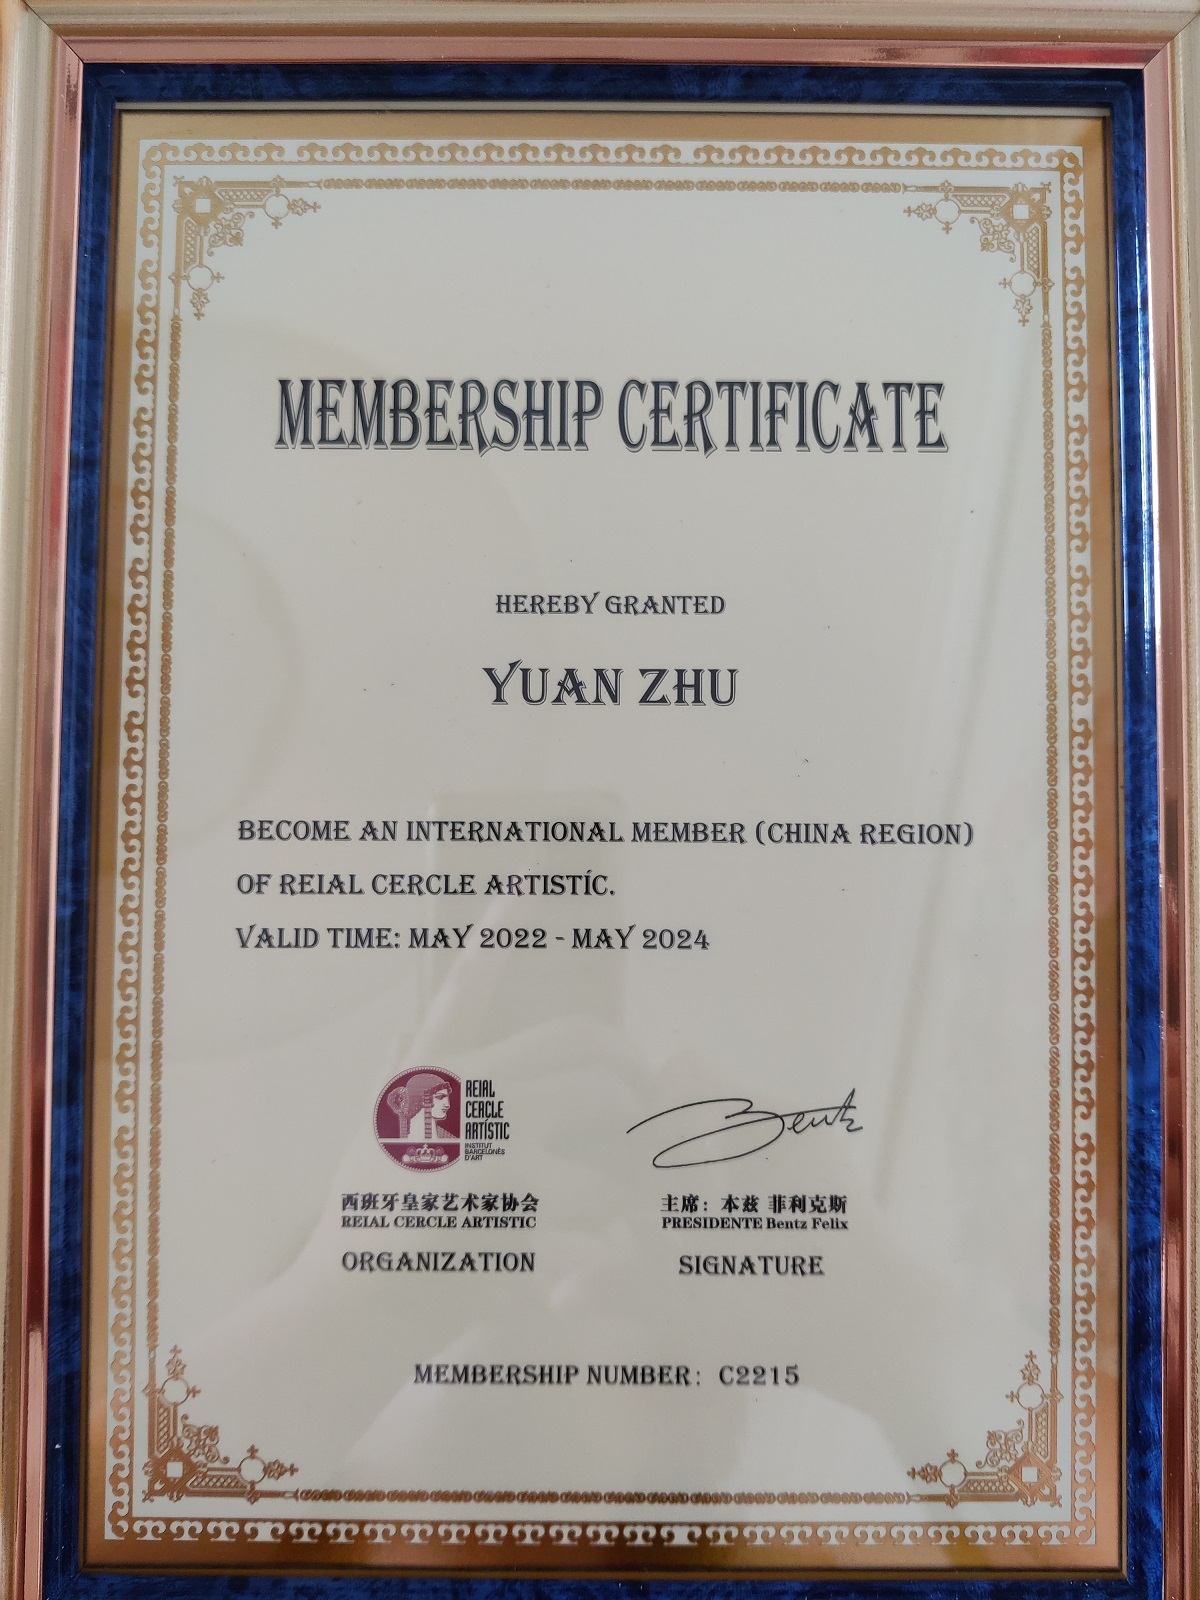 MEMBERSHIP CERTIFICATE
HEREBY GRANTED
YUAN ZHU
BECOME AN INTERNATIONAL MEMBER (CHINA REGION)
OF REIAL CERCLE ARTISTÍC.
VALID TIME: MAY 2022 - MAY 2024
REIAL
CERCLE
ARTÍSTIC
INSTITUT
BARCELONÈS
D'ART
Bentz
西班牙皇家艺术家协会
REIAL CERCLE ARTISTIC
ORGANIZATION
主席：本兹 菲利克斯
PRESIDENTE Bentz Felix
SIGNATURE
MEMBERSHIP NUMBER: C2215